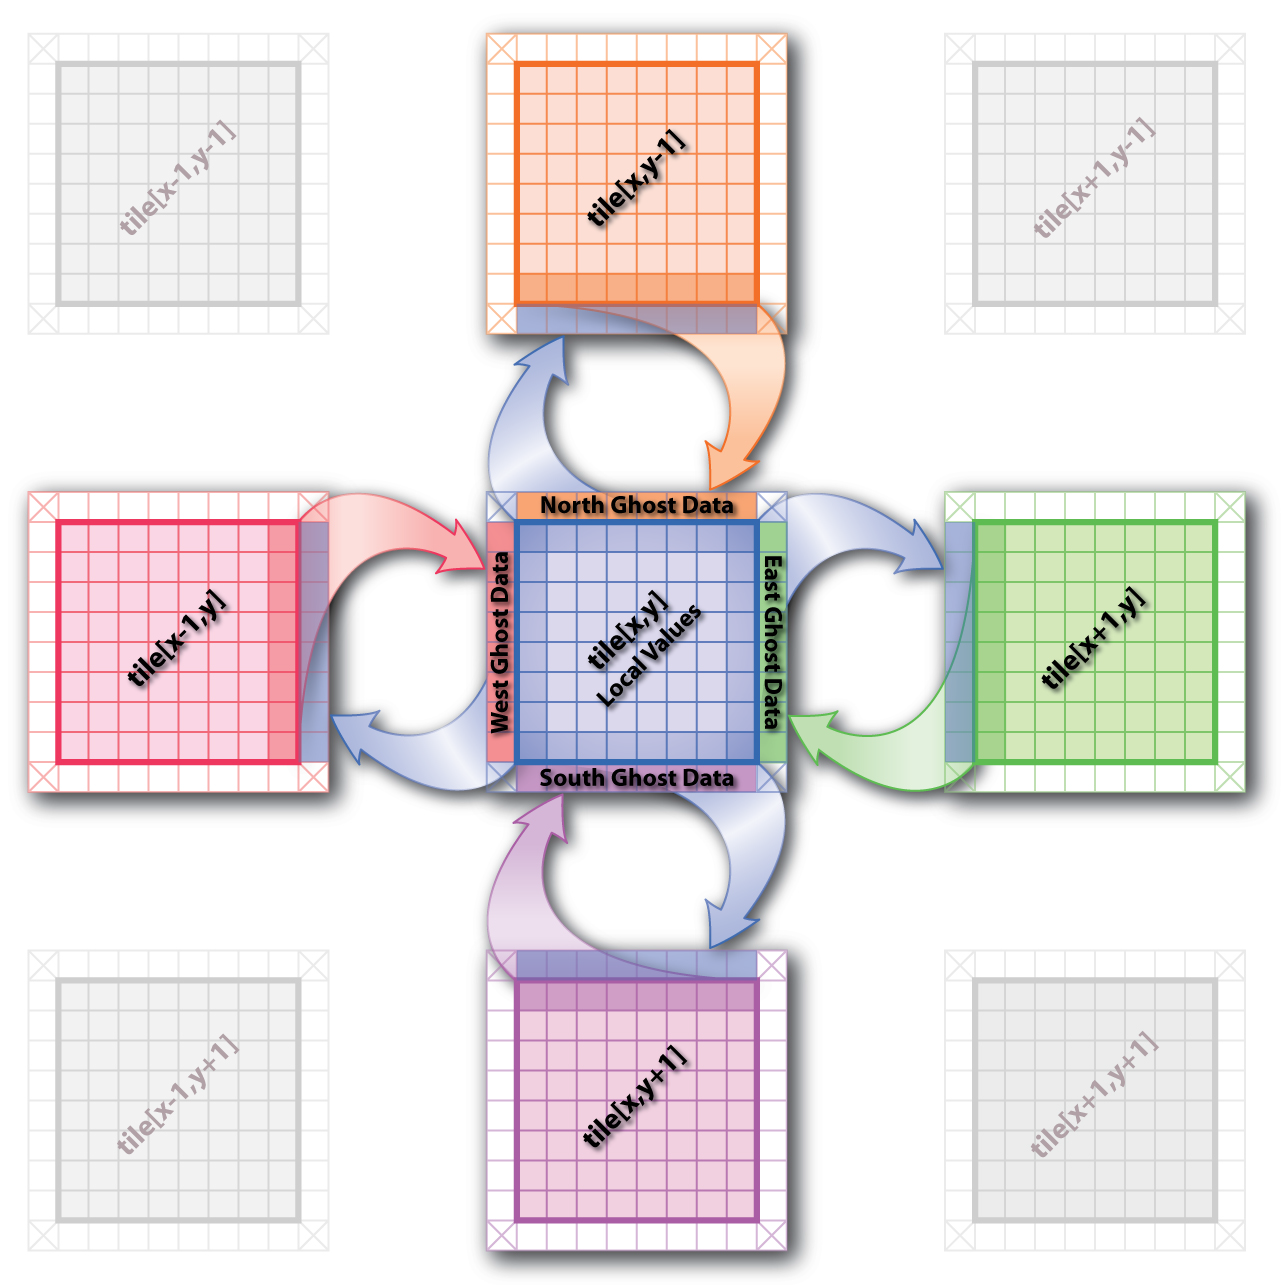 tile[x-1,y-1]
tile[x,y-1]
tile[x+1,y-1]
North Ghost Data
tile[x-1,y]
West Ghost Data
tile[x,y]
Local Values
East Ghost Data
tile[x+1,y]
South Ghost Data
tile[x-1,y+1]
tile[x,y+1]
tile[x+1,y+1]